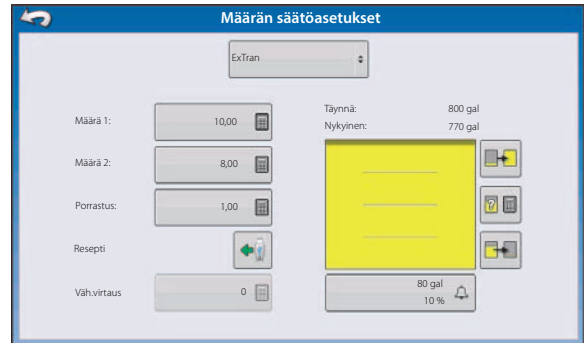 Määrän säätöasetukset
ExTran
Määrä 1: 10,00
Määrä 2: 8,00
Porrastus: 1,00
Resepti
Väh.virtaus 0
Täynnä: 800 gal
Nykyinen: 770 gal
?
80 gal
10 %